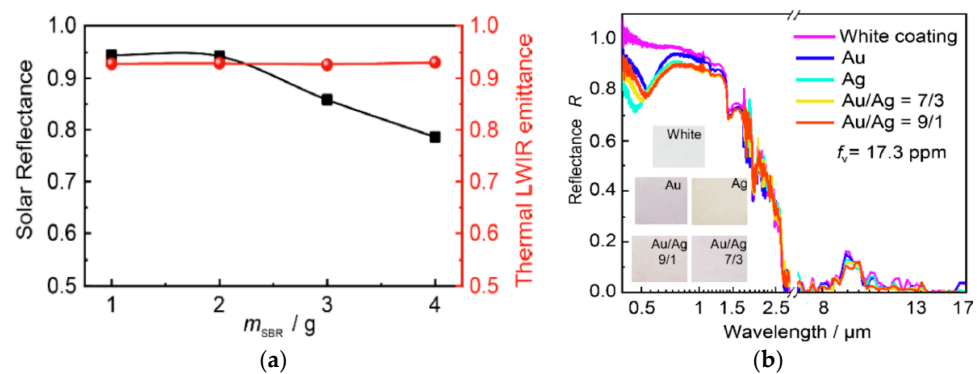 1.0
0.9
0.8
0.7
0.6
0.5
Solar Reflectance
1
2
3
4
m_SBR / g
1.0
0.9
0.8
0.7
0.6
0.5
Thermal LWIR emittance
(a)
1.0
0.8
0.6
0.4
0.2
0.0
Reflectance R
White coating
Au
Ag
Au/Ag = 7/3
Au/Ag = 9/1
f_v = 17.3 ppm
White
Au
Ag
Au/Ag
9/1
Au/Ag
7/3
0.5
1
1.5
2.5
8
13
17
Wavelength / μm
(b)